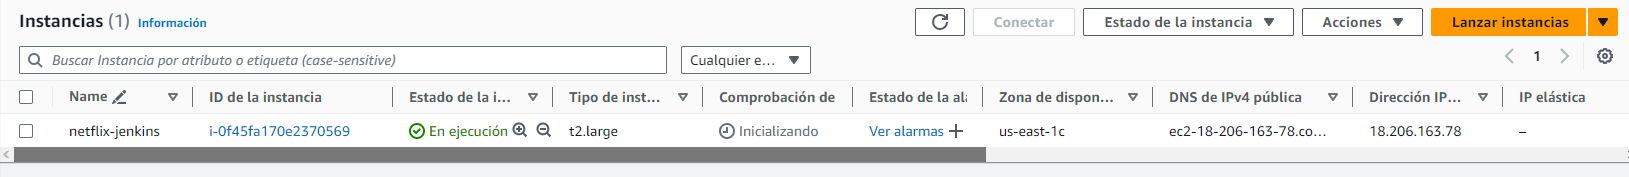 Instancias (1) Información
Conectar Estado de la instancia Acciones Lanzar instancias
Buscar Instancia por atributo o etiqueta (case-sensitive) Cualquier e... 1
Name ID de la instancia Estado de la i... Tipo de inst... Comprobación de Estado de la ala Zona de dispon... DNS de IPv4 pública Dirección IP... IP elástica
netflix-jenkins i-0f45fa170e2370569 En ejecución t2.large Inicializando Ver alarmas us-east-1c ec2-18-206-163-78.co... 18.206.163.78 –